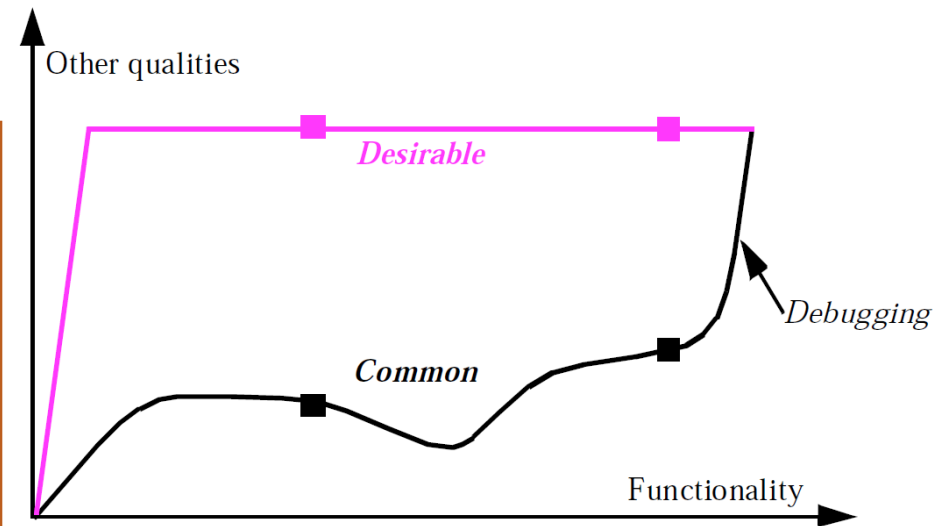 Other qualities
Desirable
Debugging
Common
Functionality